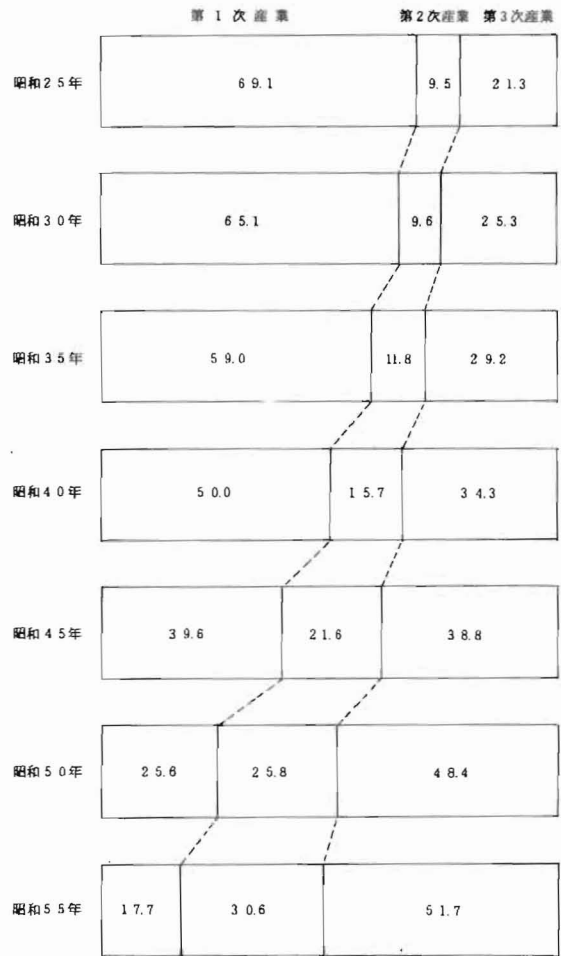 第1次産業 第2次産業 第3次産業
昭和25年 69.1 9.5 21.3
昭和30年 65.1 9.6 25.3
昭和35年 59.0 11.8 29.2
昭和40年 50.0 15.7 34.3
昭和45年 39.6 21.6 38.8
昭和50年 25.6 25.8 48.4
昭和55年 17.7 30.6 51.7